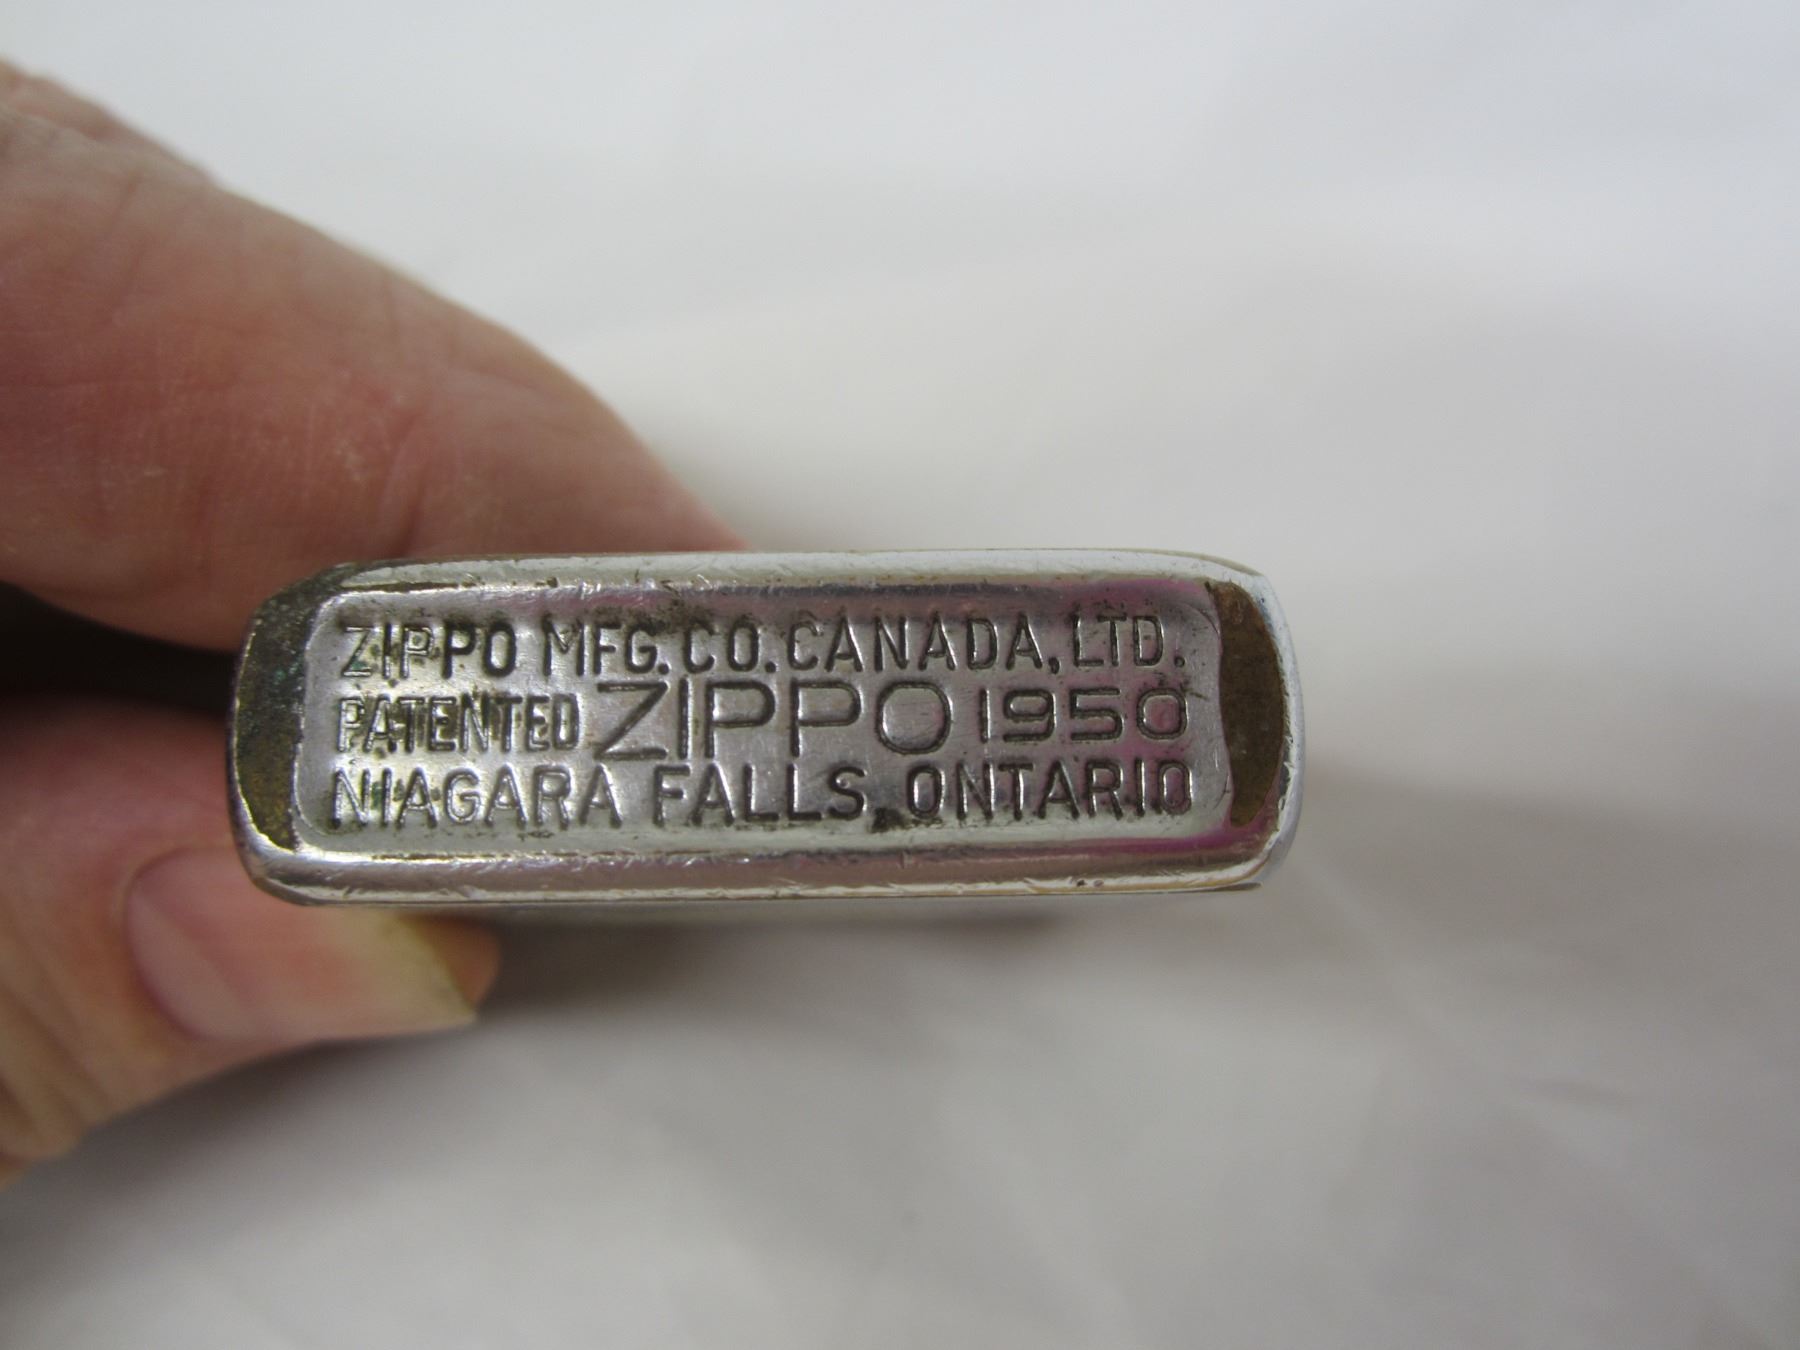 ZIPPO MFG. CO. CANADA, LTD.
PATENTED ZIPPO 1950
NIAGARA FALLS, ONTARIO